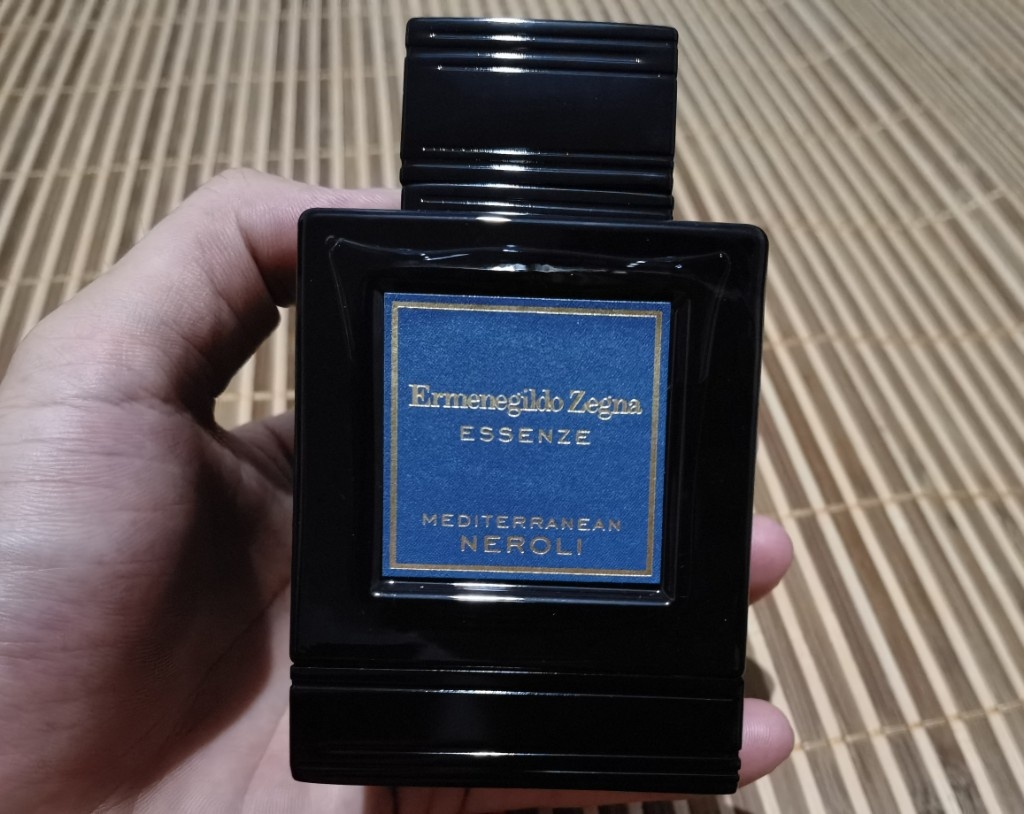 Ermenegildo Zegna
ESSENZE
MEDITERRANEAN
NEROLI